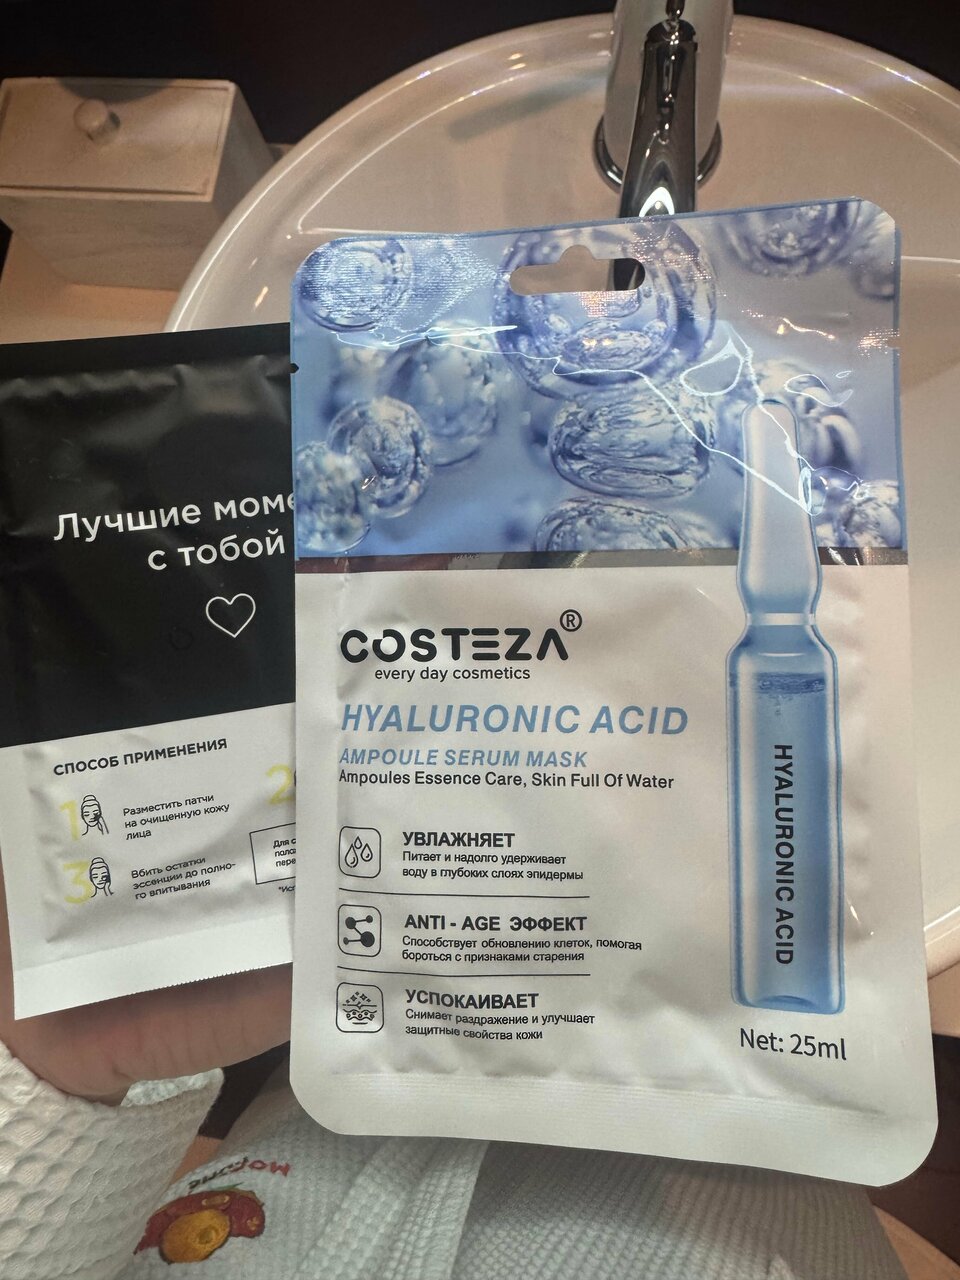 Лучшие
с тобой
СПОСОБ ПРИМЕНЕНИЯ
1
Разместить патчи
на очищенную кожу
лица
2
3
Вбить остатки
эссенции до полно-
го впитывания
Для
COSTEZA®
every day cosmetics
HYALURONIC ACID
AMPOULE SERUM MASK
Ampoules Essence Care, Skin Full Of Water
УВЛАЖНЯЕТ
Питает и надолго удерживает
воду в глубоких слоях эпидермы
ANTI - AGE ЭФФЕКТ
Способствует обновлению клеток, помогая
бороться с признаками старения
УСПОКАИВАЕТ
Снимает раздражение и улучшает
защитные свойства кожи
HYALURONIC ACID
Net: 25ml